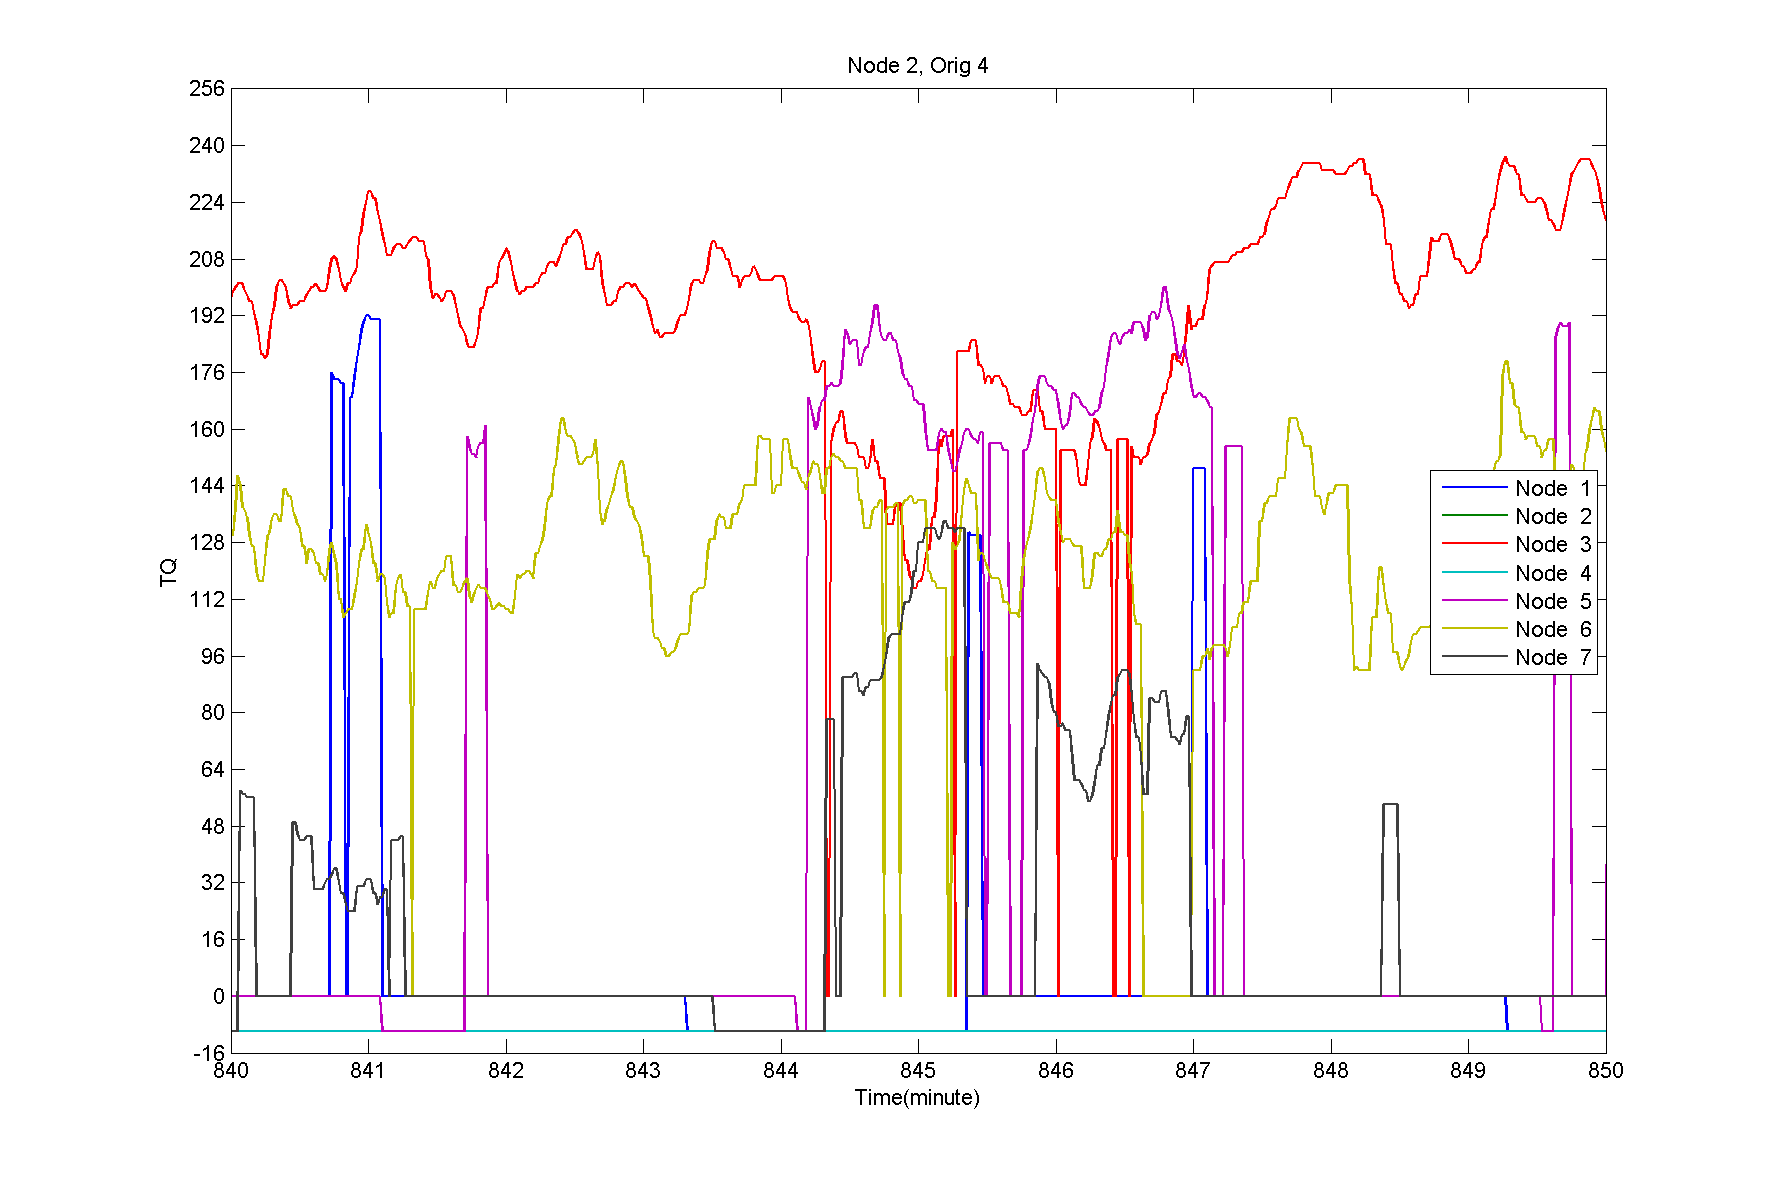 Node 2, Orig 4
256
240
224
208
192
176
160
144
128
112
96
80
64
48
32
16
0
-16
TQ
840 841 842 843 844 845 846 847 848 849 850
Time(minute)
Node 1
Node 2
Node 3
Node 4
Node 5
Node 6
Node 7